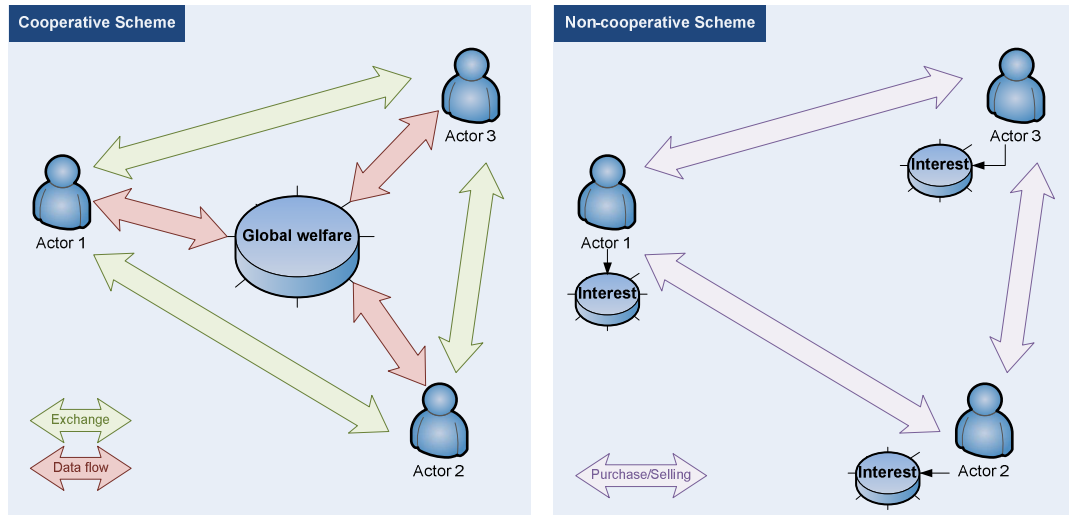 Cooperative Scheme
Actor 3
Actor 1
Global welfare
Actor 2
Exchange
Data flow
Non-cooperative Scheme
Actor 3
Interest
Actor 1
Interest
Actor 2
Interest
Purchase/Selling